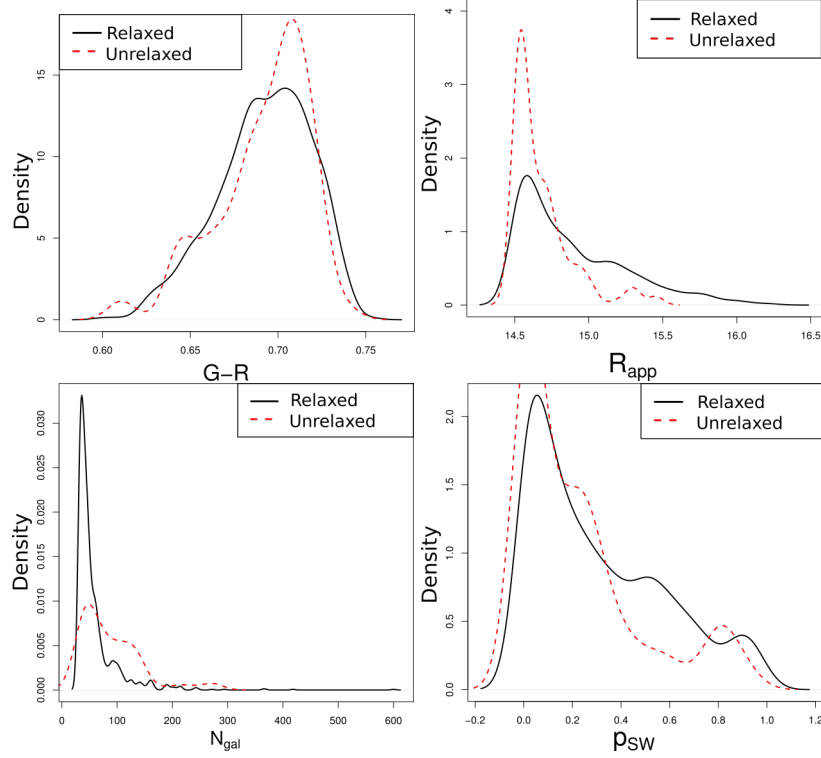 Relaxed
Unrelaxed
Density
0 5 10 15
0.60 0.65 0.70 0.75
G−R
Relaxed
Unrelaxed
Density
0 1 2 3 4
14.5 15.0 15.5 16.0 16.5
Rapp
Relaxed
Unrelaxed
Density
0.000 0.005 0.010 0.015 0.020 0.025 0.030
0 100 200 300 400 500 600
Ngal
Relaxed
Unrelaxed
Density
0.0 0.5 1.0 1.5 2.0
−0.2 0.0 0.2 0.4 0.6 0.8 1.0 1.2
pSW